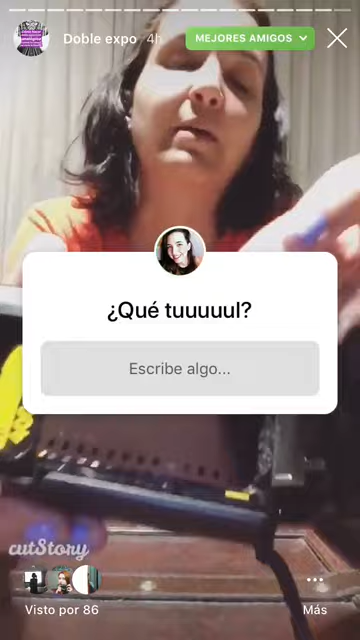 Doble expo 4h
MEJORES AMIGOS
¿Qué tuuuuul?
Escribe algo...
cutStory
Visto por 86
Más